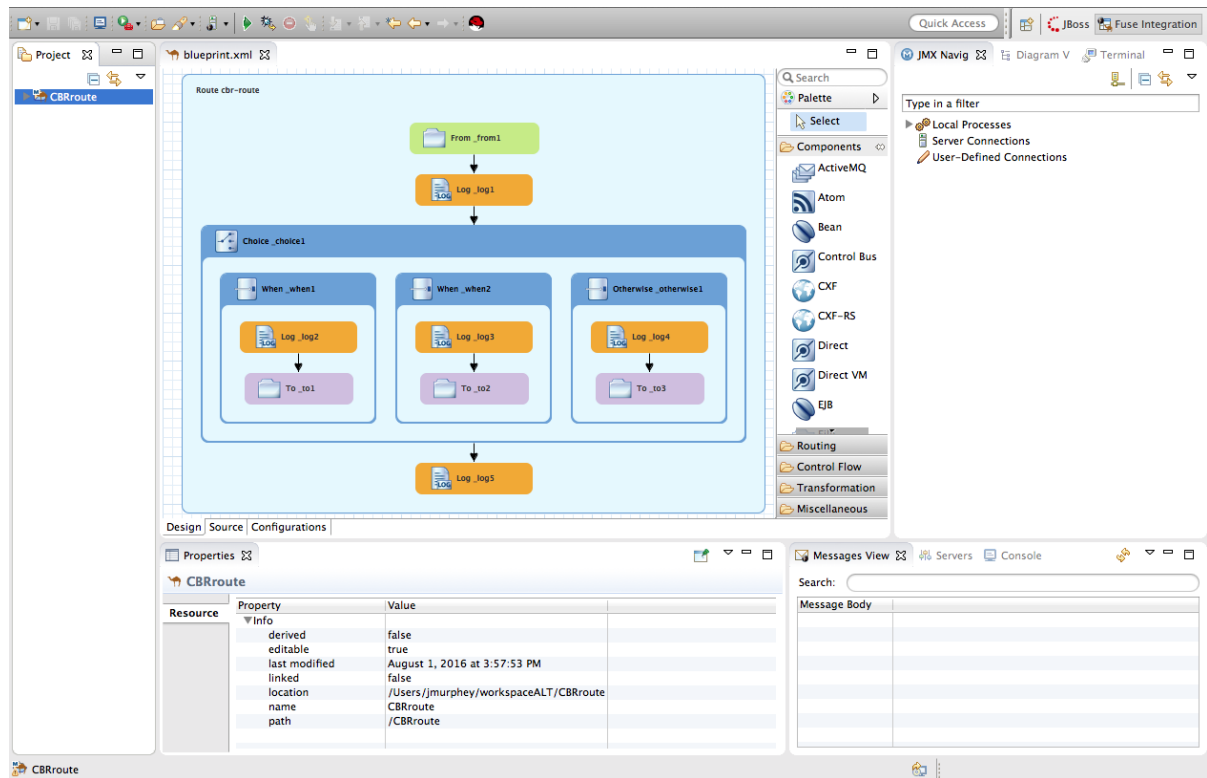 Quick Access
JBoss
Fuse Integration
Project
CBRroute
blueprint.xml
Route cbr-route
From _from1
Log _log1
Choice _choice1
When _when1
When _when2
Otherwise _otherwise1
Log _log2
Log _log3
Log _log4
To _to1
To _to2
To _to3
Log _log5
Design
Source
Configurations
Search
Palette
Select
Components
ActiveMQ
Atom
Bean
Control Bus
CXF
CXF-RS
Direct
Direct VM
EJB
Routing
Control Flow
Transformation
Miscellaneous
JMX Navig
Diagram V
Terminal
Type in a filter
Local Processes
Server Connections
User-Defined Connections
Properties
CBRroute
Resource
Property Value
Info
derived false
editable true
last modified August 1, 2016 at 3:57:53 PM
linked false
location /Users/jmurphey/workspaceALT/CBRroute
name CBRroute
path /CBRroute
Messages View
Servers
Console
Search:
Message Body
CBRroute